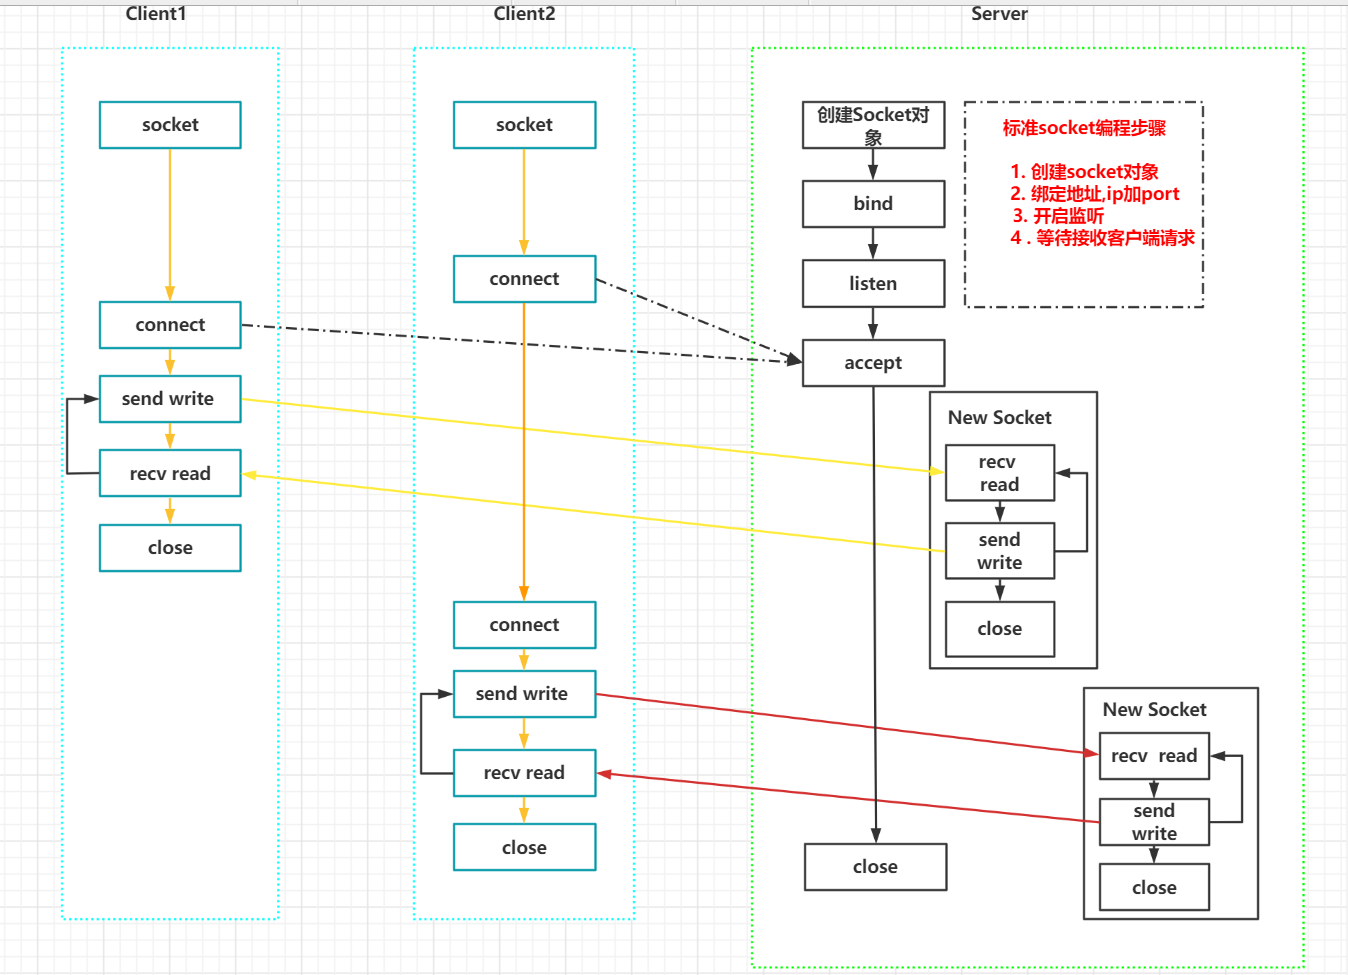 Client1
Client2
Server
socket
connect
send write
recv read
close
socket
connect
connect
send write
recv read
close
创建Socket对
象
bind
listen
accept
close
标准socket编程步骤
1. 创建socket对象
2. 绑定地址,ip加port
3. 开启监听
4 . 等待接收客户端请求
New Socket
recv
read
send
write
close
New Socket
recv  read
send
write
close